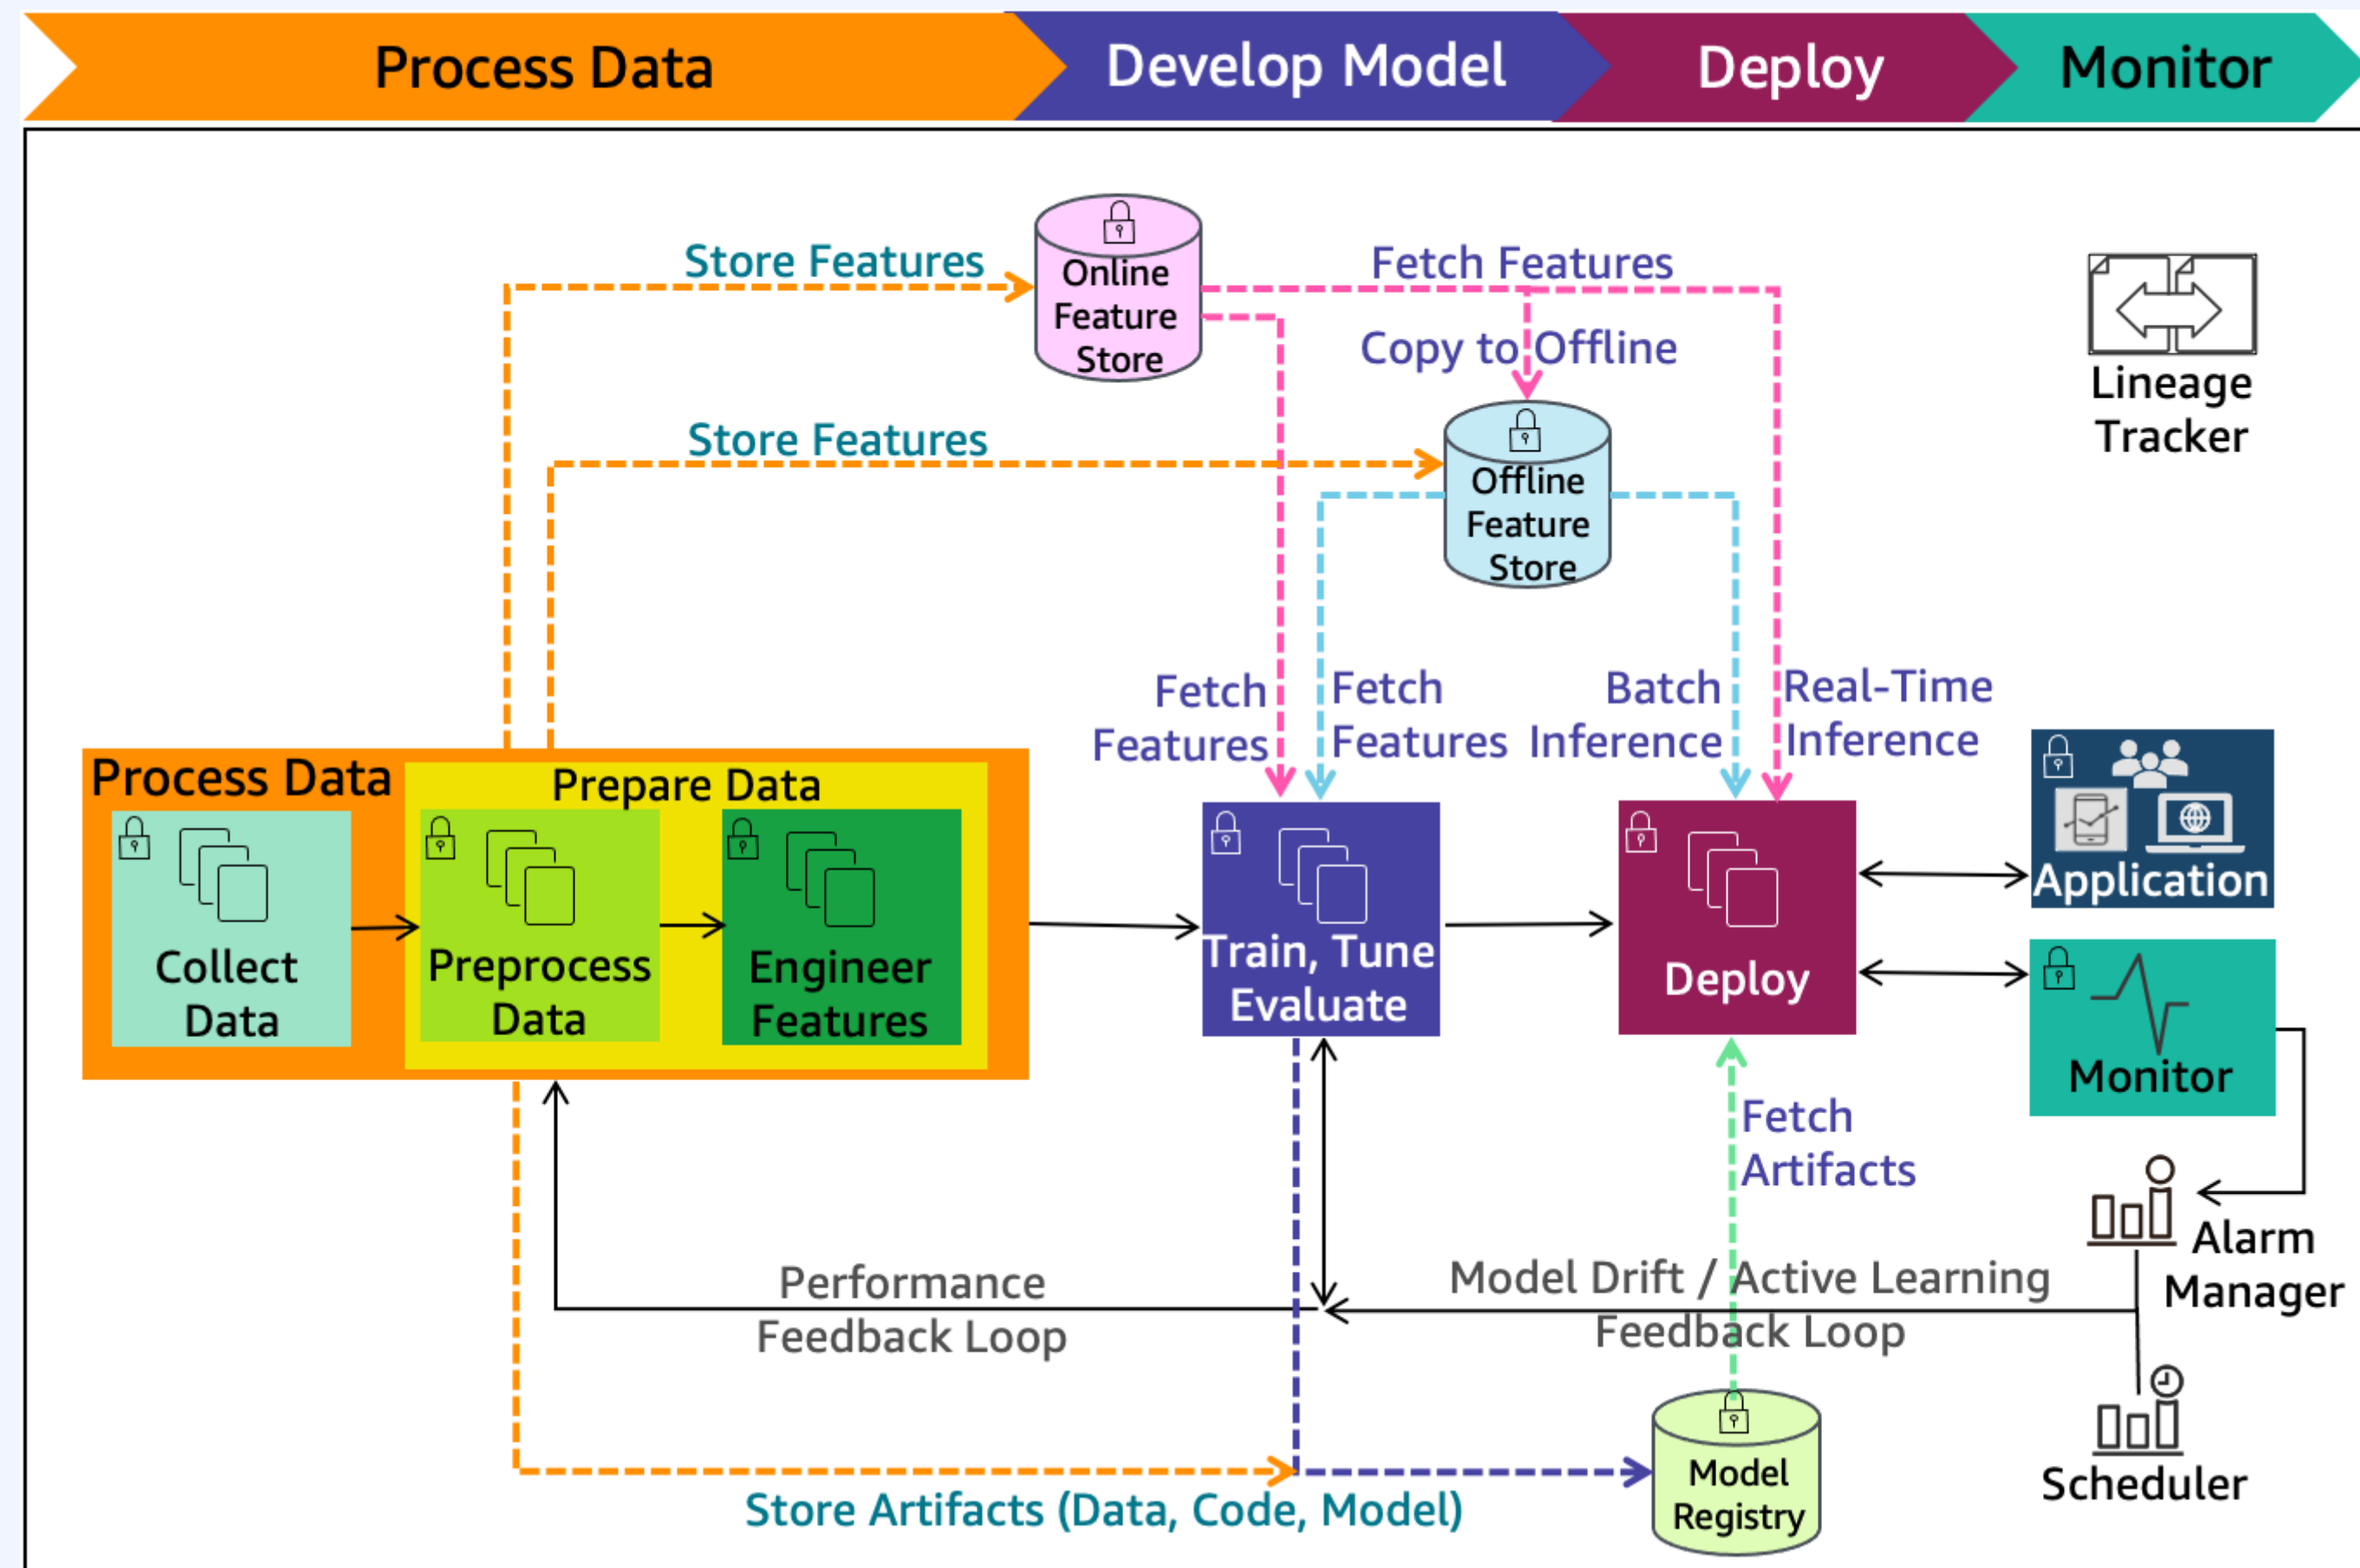 Process Data
Develop Model
Deploy
Monitor
Store Features
Online
Feature
Store
Fetch Features
Copy to Offline
Lineage
Tracker
Store Features
Offline
Feature
Store
Fetch
Features
Fetch
Features
Batch
Inference
Real-Time
Inference
Process Data
Prepare Data
Collect
Data
Preprocess
Data
Engineer
Features
Train, Tune
Evaluate
Deploy
Application
Monitor
Fetch
Artifacts
Alarm
Manager
Performance
Feedback Loop
Model Drift / Active Learning
Feedback Loop
Store Artifacts (Data, Code, Model)
Model
Registry
Scheduler